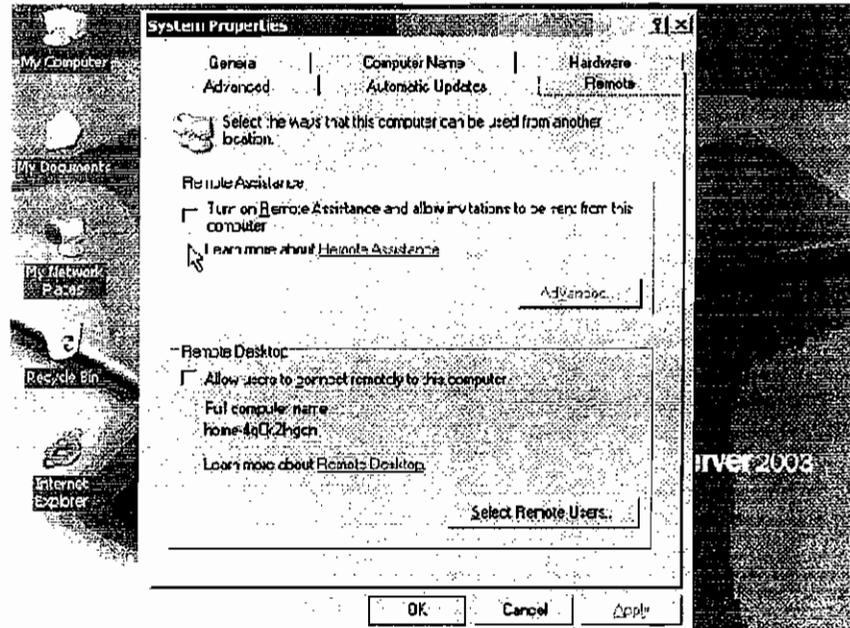 System Properties
My Computer
General
Computer Name
Hardware
Advanced
Automatic Updates
Remote
Select the ways that this computer can be used from another
location.
My Documents
Remote Assistance
Turn on Remote Assistance and allow invitations to be sent from this
computer
Learn more about Remote Assistance
My Network
Places
Advanced...
Remote Desktop
Recycle Bin
Allow users to connect remotely to this computer
Full computer name
Learn more about Remote Desktop
rver 2003
Internet
Explorer
Select Remote Users...
OK
Cancel
Apply